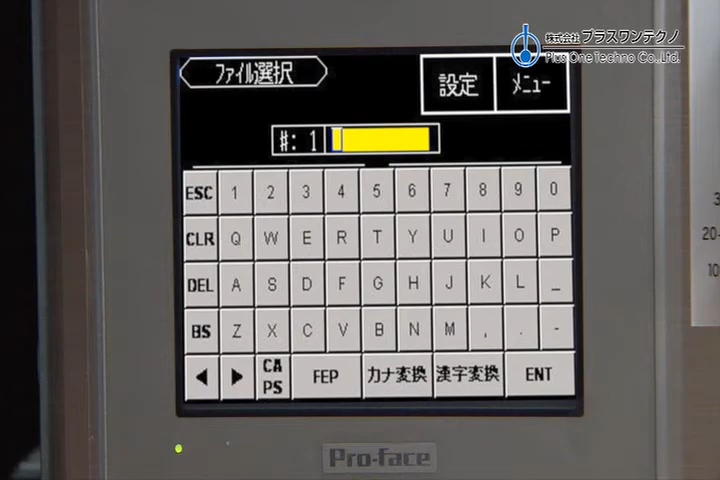 株式会社 プラスワンテクノ
Plus One Techno Co.,Ltd.
ファイル選択
設定 メニュー
#: 1
ESC 1 2 3 4 5 6 7 8 9 0
CLR Q W E R T Y U I O P
DEL A S D F G H J K L _
BS Z X C V B N M , . -
◀ ▶ CAPS FEP カナ変換 漢字変換 ENT
Pro-face
3
20-
10